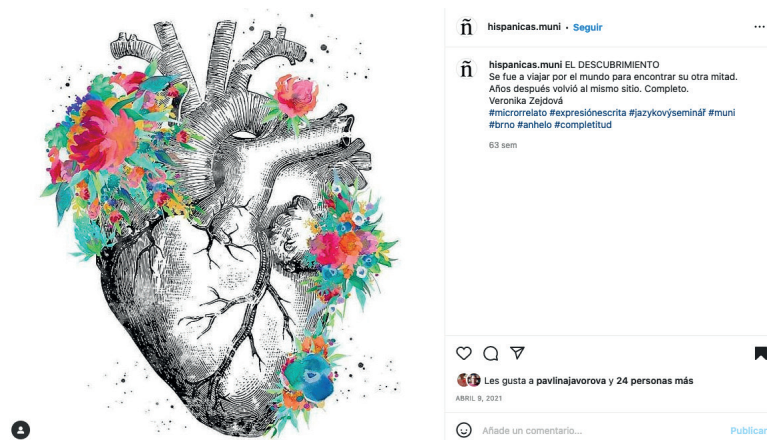 ñ hispanicas.muni • Seguir ...
ñ hispanicas.muni EL DESCUBRIMIENTO
Se fue a viajar por el mundo para encontrar su otra mitad.
Años después volvió al mismo sitio. Completo.
Veronika Zejdová
#microrrelato #expresiónescrita #jazykovýseminář #muni
#brno #anhelo #completitud
63 sem
Les gusta a pavlinajavorova y 24 personas más
ABRIL 9, 2021
Añade un comentario... Publicar